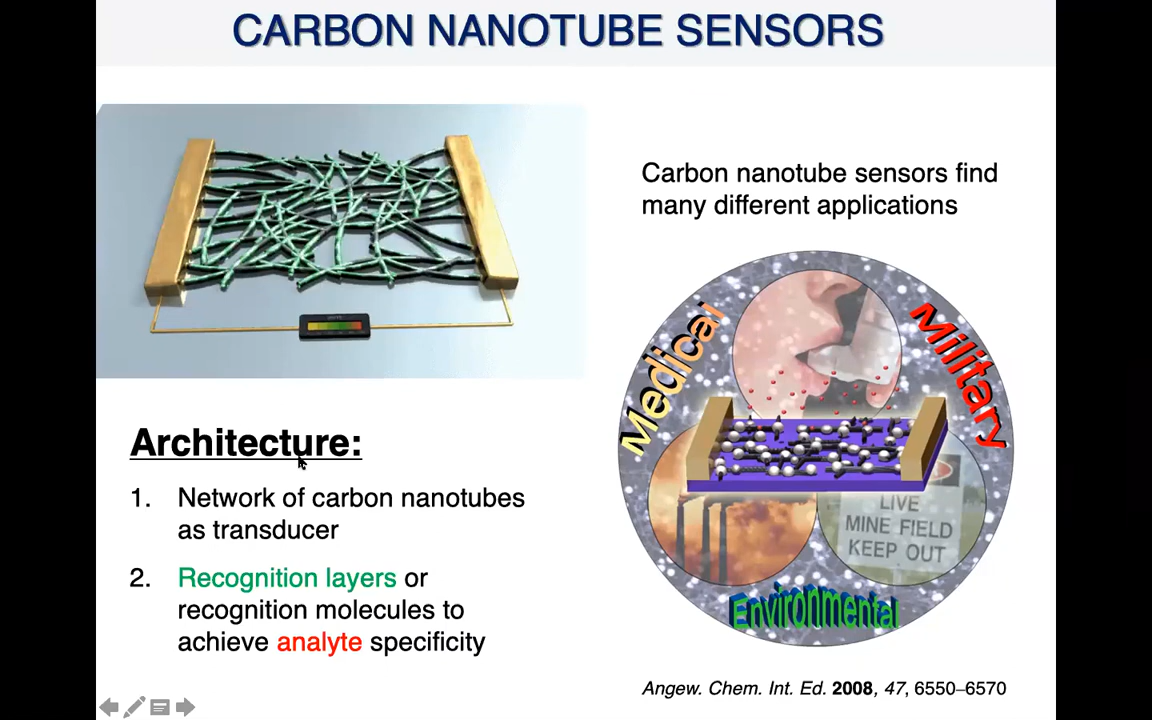 CARBON NANOTUBE SENSORS
Carbon nanotube sensors find
many different applications
Medical
Military
LIVE
MINE FIELD
KEEP OUT
Environmental
Architecture:
1. Network of carbon nanotubes
as transducer
2. Recognition layers or
recognition molecules to
achieve analyte specificity
Angew. Chem. Int. Ed. 2008, 47, 6550–6570